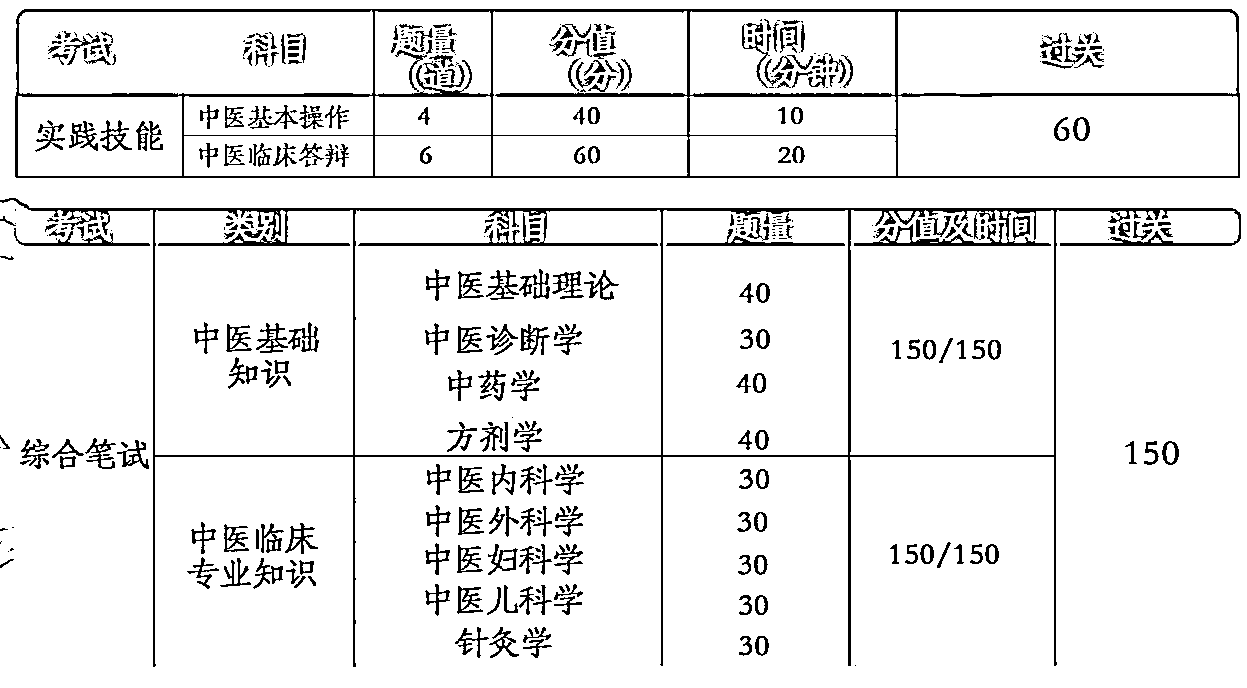 考试 科目 题量(道) 分值(分) 时间(分钟) 过关
实践技能 中医基本操作 4 40 10 60
中医临床答辩 6 60 20
考试 类别 科目 题量 分值及时间 过关
综合笔试 中医基础知识 中医基础理论 40 150/150 150
中医诊断学 30
中药学 40
方剂学 40
中医临床专业知识 中医内科学 30 150/150
中医外科学 30
中医妇科学 30
中医儿科学 30
针灸学 30